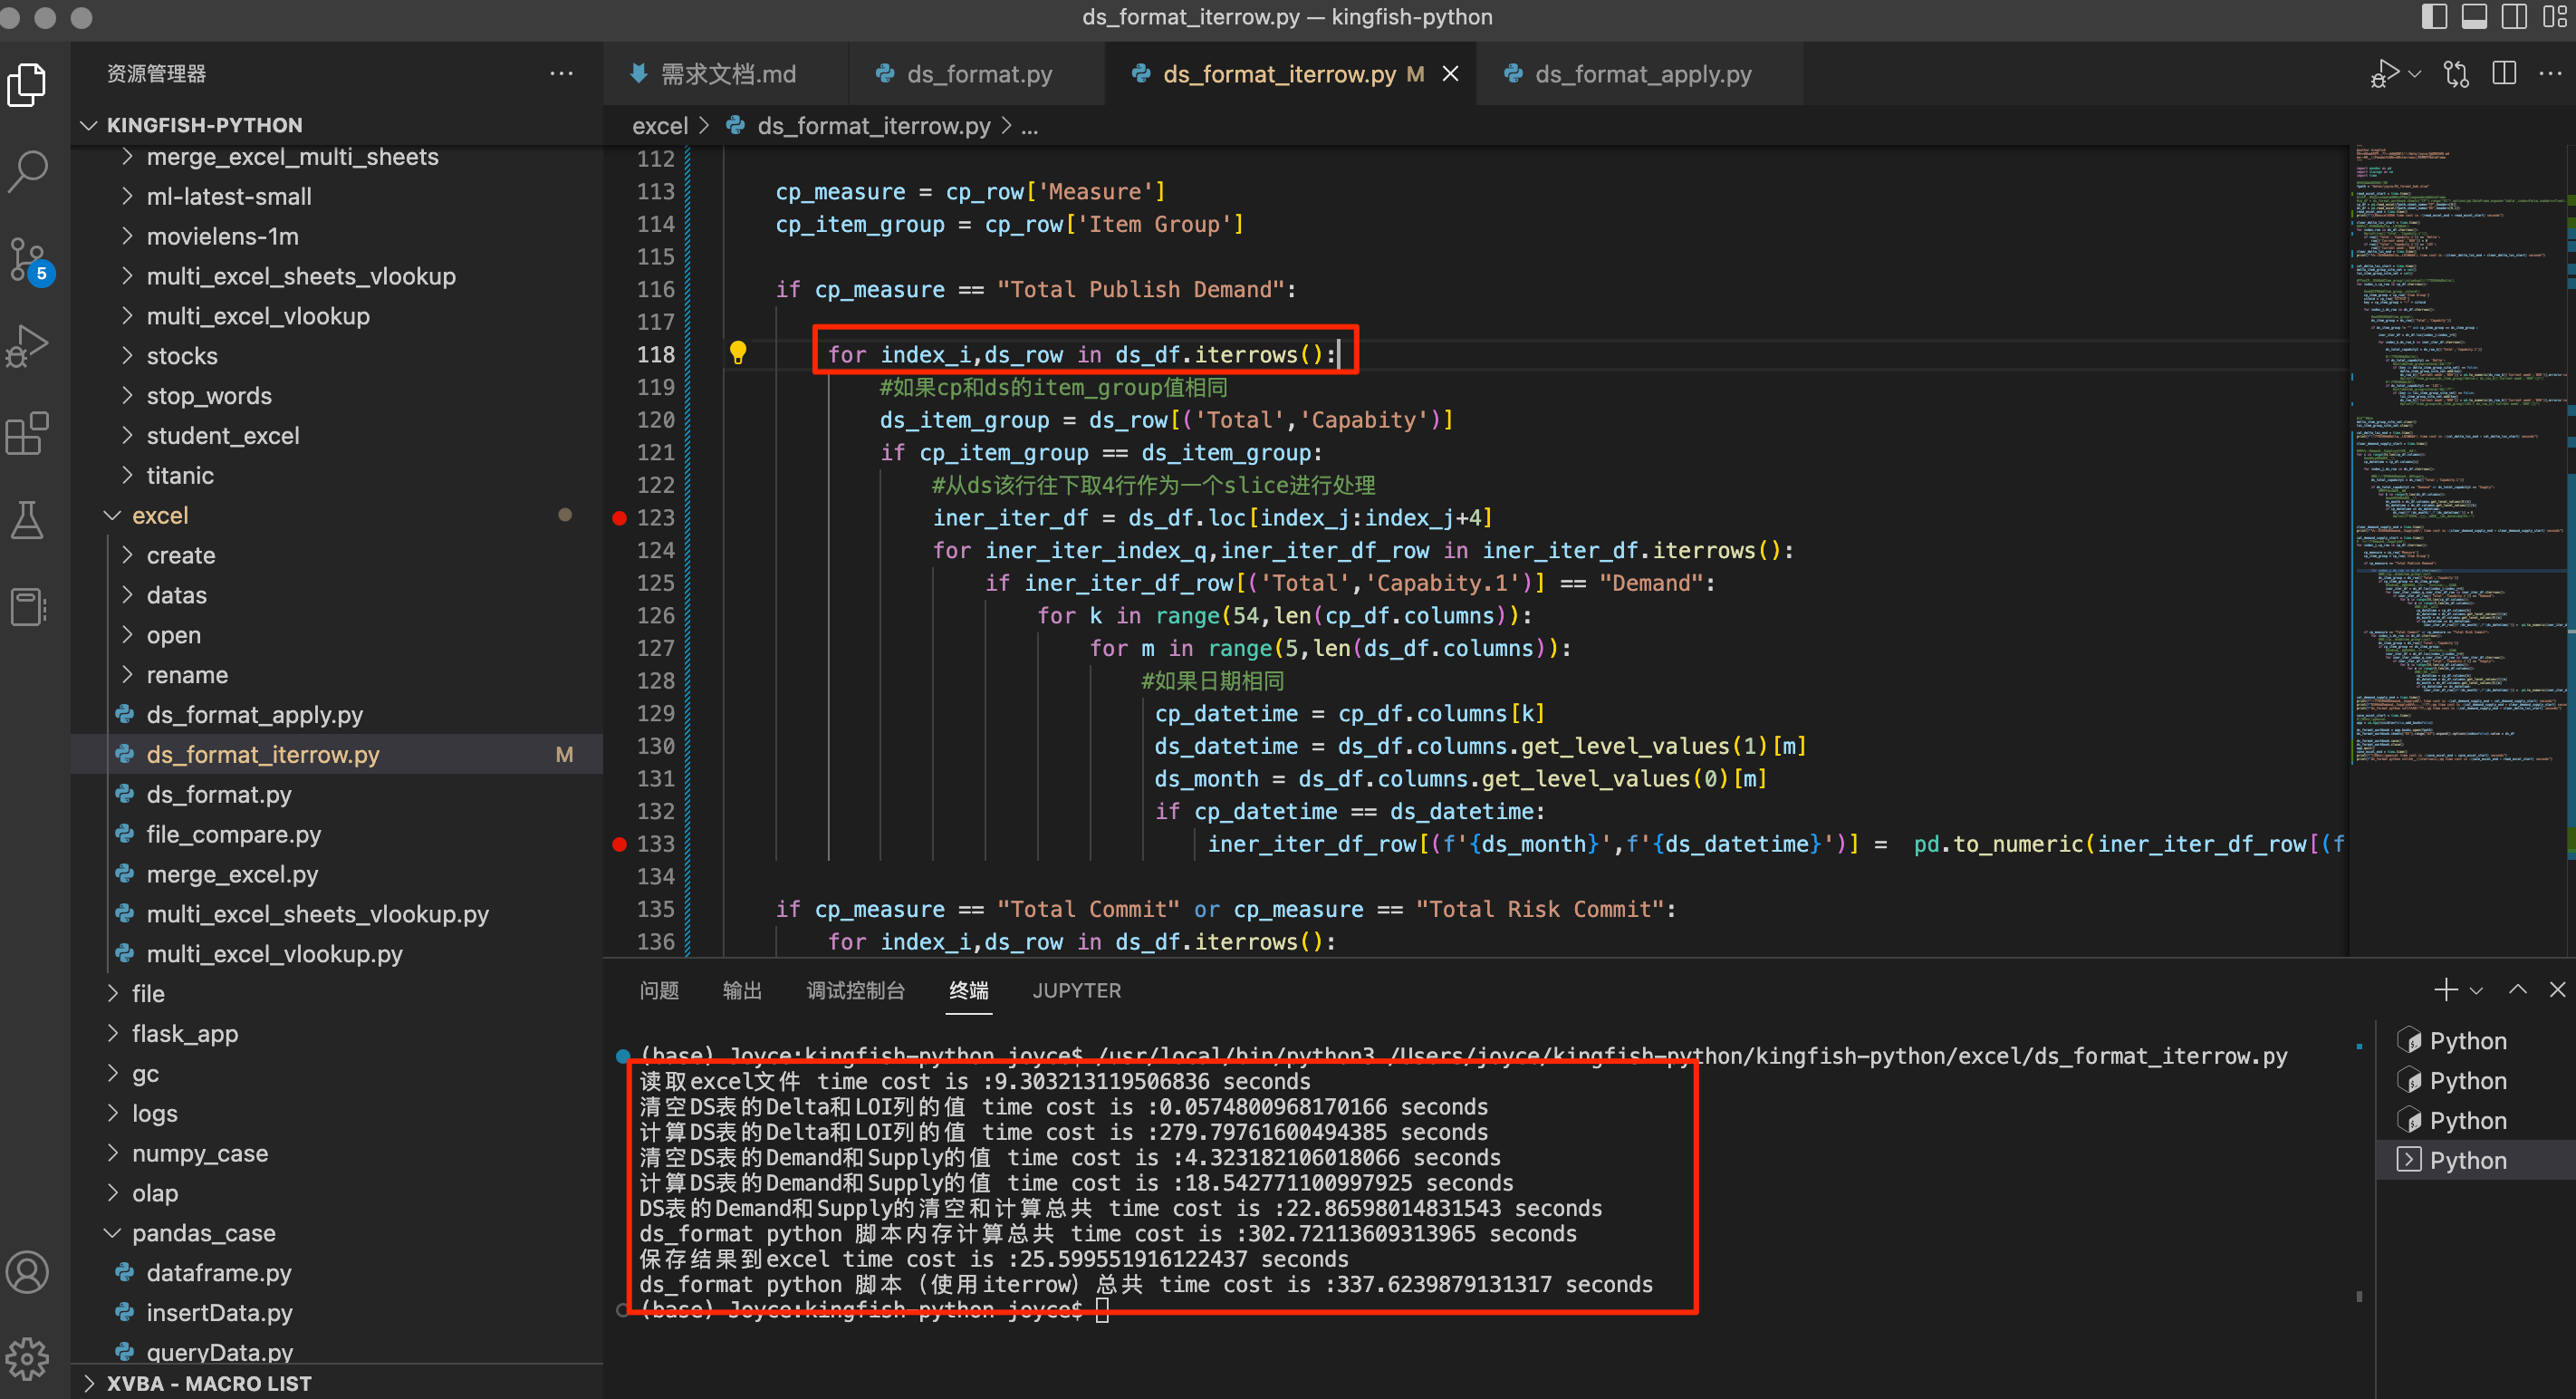 ds_format_iterrow.py — kingfish-python
资源管理器
KINGFISH-PYTHON
merge_excel_multi_sheets
ml-latest-small
movielens-1m
multi_excel_sheets_vlookup
multi_excel_vlookup
stocks
stop_words
student_excel
titanic
excel
create
datas
open
rename
ds_format_apply.py
ds_format_iterrow.py M
ds_format.py
file_compare.py
merge_excel.py
multi_excel_sheets_vlookup.py
multi_excel_vlookup.py
file
flask_app
gc
logs
numpy_case
olap
pandas_case
dataframe.py
insertData.py
queryData.py
XVBA - MACRO LIST
5
需求文档.md
ds_format.py
ds_format_iterrow.py M
ds_format_apply.py
excel > ds_format_iterrow.py > ...
112
113 cp_measure = cp_row['Measure']
114 cp_item_group = cp_row['Item Group']
115
116 if cp_measure == "Total Publish Demand":
117
118 for index_i,ds_row in ds_df.iterrows():
119 #如果cp和ds的item_group值相同
120 ds_item_group = ds_row[('Total','Capabity')]
121 if cp_item_group == ds_item_group:
122 #从ds该行往下取4行作为一个slice进行处理
123 iner_iter_df = ds_df.loc[index_j:index_j+4]
124 for iner_iter_index_q,iner_iter_df_row in iner_iter_df.iterrows():
125 if iner_iter_df_row[('Total','Capabity.1')] == "Demand":
126 for k in range(54,len(cp_df.columns)):
127 for m in range(5,len(ds_df.columns)):
128 #如果日期相同
129 cp_datetime = cp_df.columns[k]
130 ds_datetime = ds_df.columns.get_level_values(1)[m]
131 ds_month = ds_df.columns.get_level_values(0)[m]
132 if cp_datetime == ds_datetime:
133 iner_iter_df_row[(f'{ds_month}',f'{ds_datetime}')] = pd.to_numeric(iner_iter_df_row[(f
134
135 if cp_measure == "Total Commit" or cp_measure == "Total Risk Commit":
136 for index_i,ds_row in ds_df.iterrows():
问题 输出 调试控制台 终端 JUPYTER
(base) Joyce:kingfish-python joyce$ /usr/local/bin/python3 /Users/joyce/kingfish-python/kingfish-python/excel/ds_format_iterrow.py
读取excel文件 time cost is :9.303213119506836 seconds
清空DS表的Delta和LOI列的值 time cost is :0.0574800968170166 seconds
计算DS表的Delta和LOI列的值 time cost is :279.79761600494385 seconds
清空DS表的Demand和Supply的值 time cost is :4.323182106018066 seconds
计算DS表的Demand和Supply的值 time cost is :18.542771100997925 seconds
DS表的Demand和Supply的清空和计算总共 time cost is :22.86598014831543 seconds
ds_format python 脚本内存计算总共 time cost is :302.72113609313965 seconds
保存结果到excel time cost is :25.599551916122437 seconds
ds_format python 脚本（使用iterrow）总共 time cost is :337.6239879131317 seconds
(base) Joyce:kingfish-python joyce$
Python
Python
Python
Python